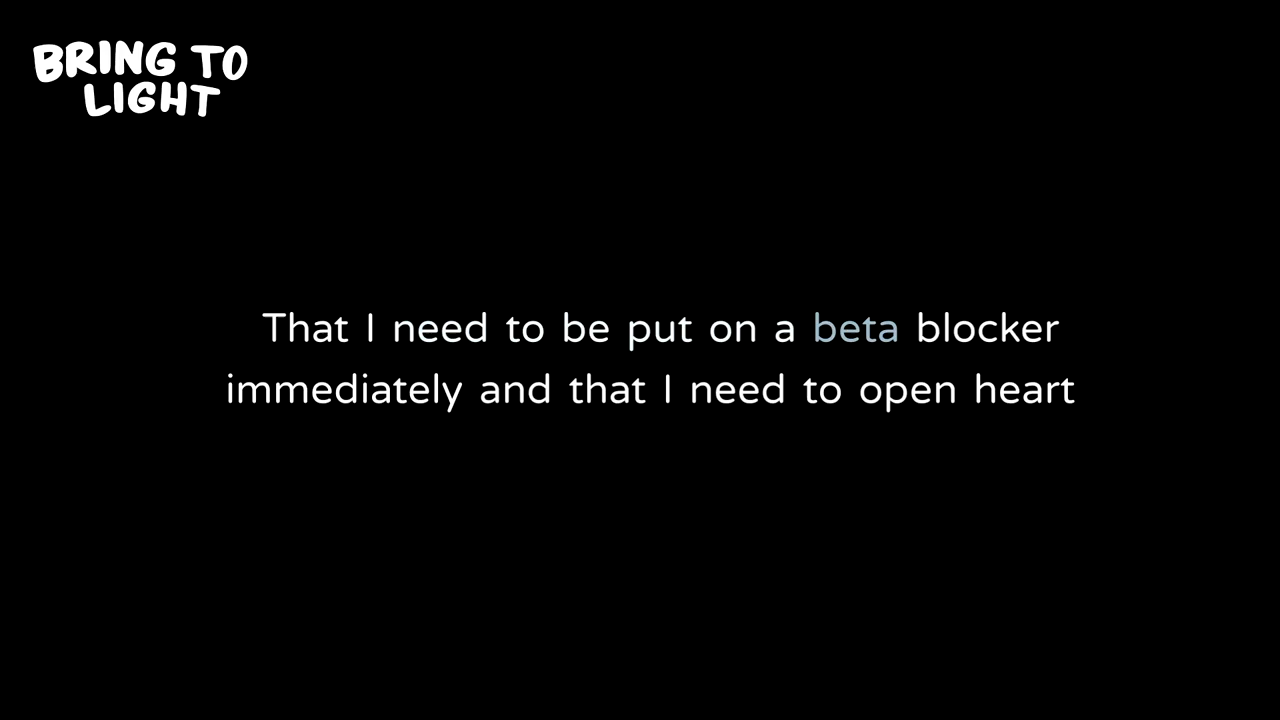 BRING TO
LIGHT
That I need to be put on a beta blocker
immediately and that I need to open heart